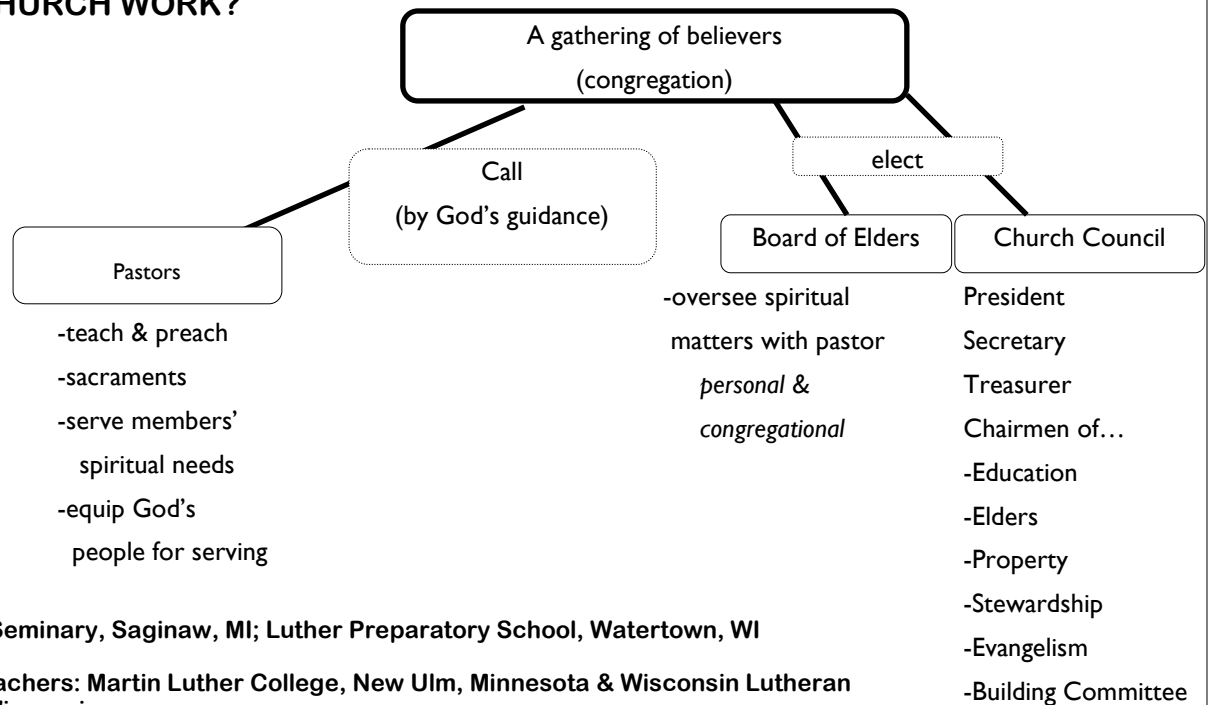 CHURCH WORK?
A gathering of believers
(congregation)
Call
(by God’s guidance)
elect
Pastors
-teach & preach
-sacraments
-serve members’
spiritual needs
-equip God’s
people for serving
Board of Elders
-oversee spiritual
matters with pastor
personal &
congregational
Church Council
President
Secretary
Treasurer
Chairmen of…
-Education
-Elders
-Property
-Stewardship
-Evangelism
-Building Committee
Seminary, Saginaw, MI; Luther Preparatory School, Watertown, WI
achers: Martin Luther College, New Ulm, Minnesota & Wisconsin Lutheran